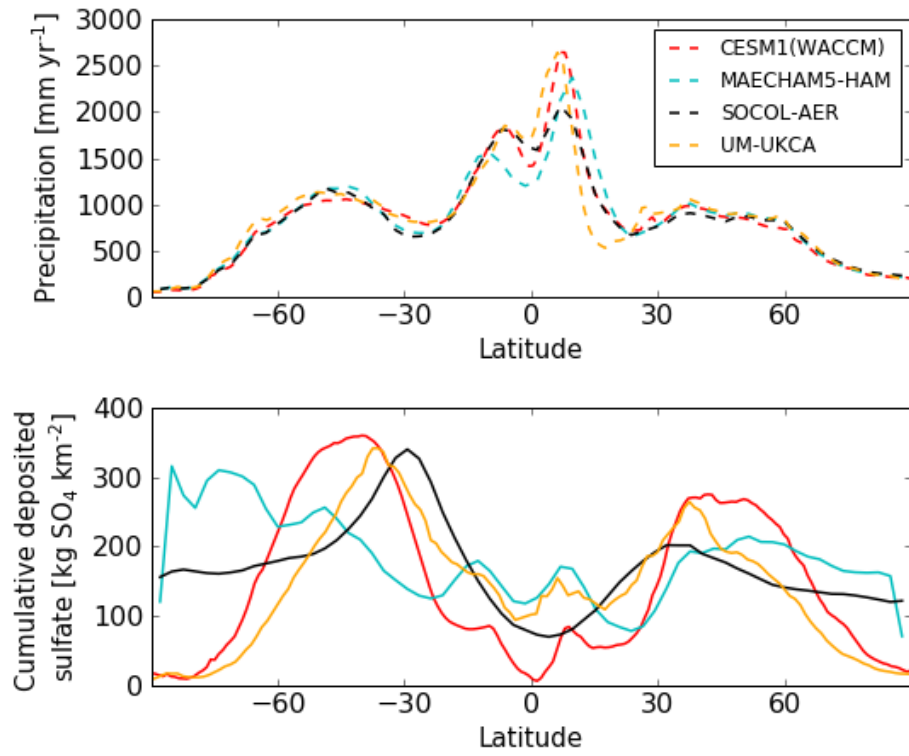 3000
2500
2000
1500
1000
500
0
Precipitation [mm yr⁻¹]
CESM1(WACCM)
MAECHAM5-HAM
SOCOL-AER
UM-UKCA
−60 −30 0 30 60
Latitude
400
300
200
100
0
Cumulative deposited
sulfate [kg SO₄ km⁻²]
−60 −30 0 30 60
Latitude